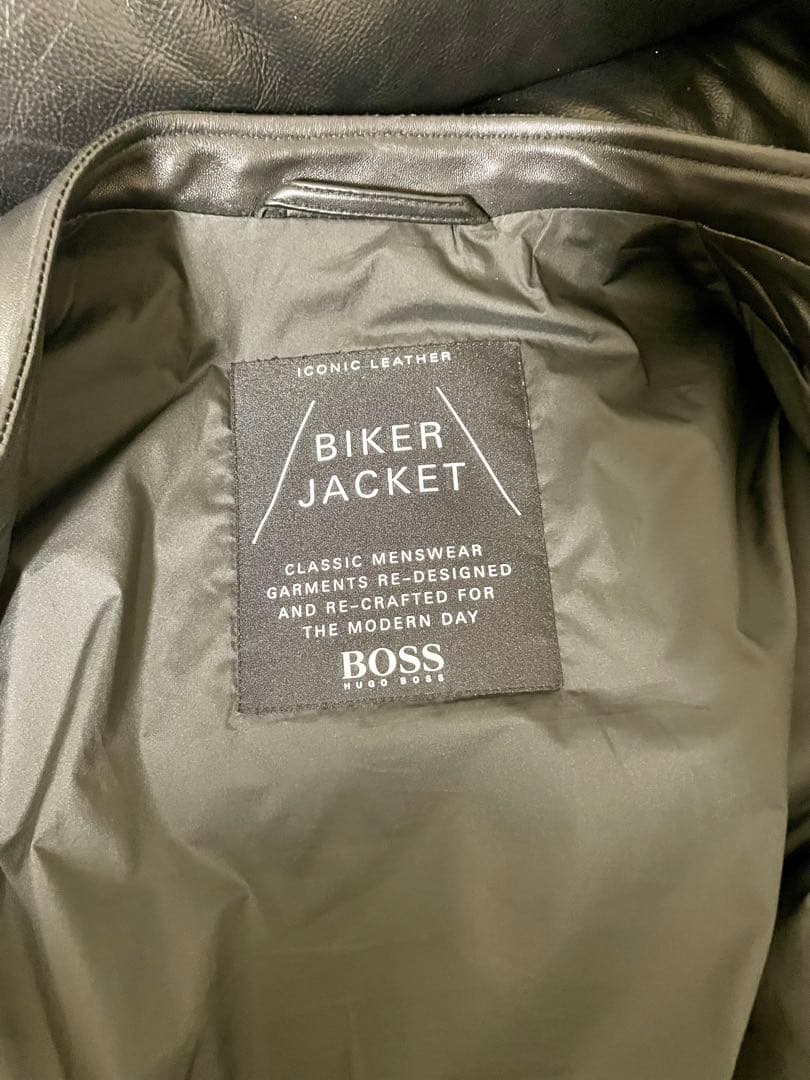 ICONIC LEATHER
BIKER
JACKET
CLASSIC MENSWEAR
GARMENTS RE-DESIGNED
AND RE-CRAFTED FOR
THE MODERN DAY
BOSS
HUGO BOSS